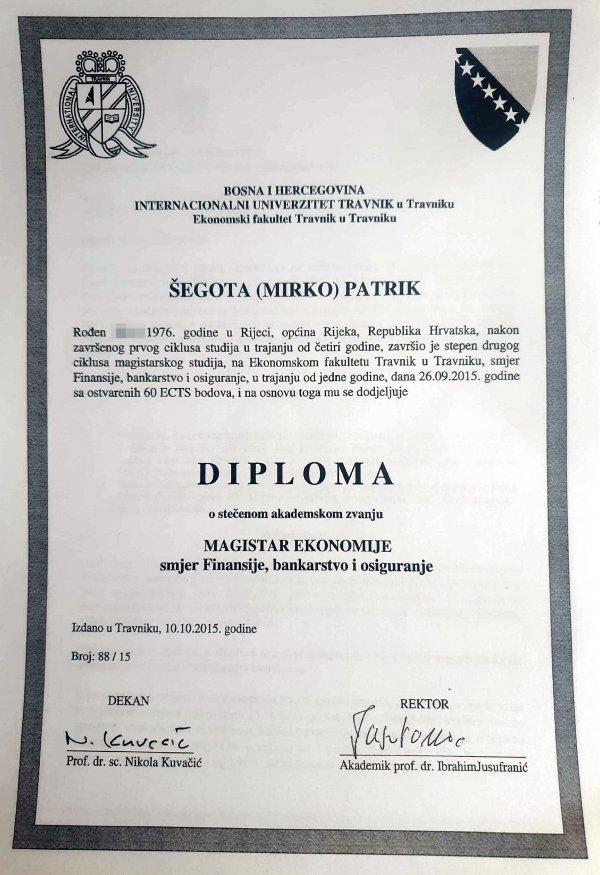 TRAVNIK
INTERNATIONAL UNIVERSITY
BOSNA I HERCEGOVINA
INTERNACIONALNI UNIVERZITET TRAVNIK u Travniku
Ekonomski fakultet Travnik u Travniku
ŠEGOTA (MIRKO) PATRIK
Rođen 1976. godine u Rijeci, općina Rijeka, Republika Hrvatska, nakon
završenog prvog ciklusa studija u trajanju od četiri godine, završio je stepen drugog
ciklusa magistarskog studija, na Ekonomskom fakultetu Travnik u Travniku, smjer
Finansije, bankarstvo i osiguranje, u trajanju od jedne godine, dana 26.09.2015. godine
sa ostvarenih 60 ECTS bodova, i na osnovu toga mu se dodjeljuje
DIPLOMA
o stečenom akademskom zvanju
MAGISTAR EKONOMIJE
smjer Finansije, bankarstvo i osiguranje
Izdano u Travniku, 10.10.2015. godine
Broj: 88 / 15
DEKAN
REKTOR
N. Kuvačić
Prof. dr. sc. Nikola Kuvačić
Akademik prof. dr. IbrahimJusufranić